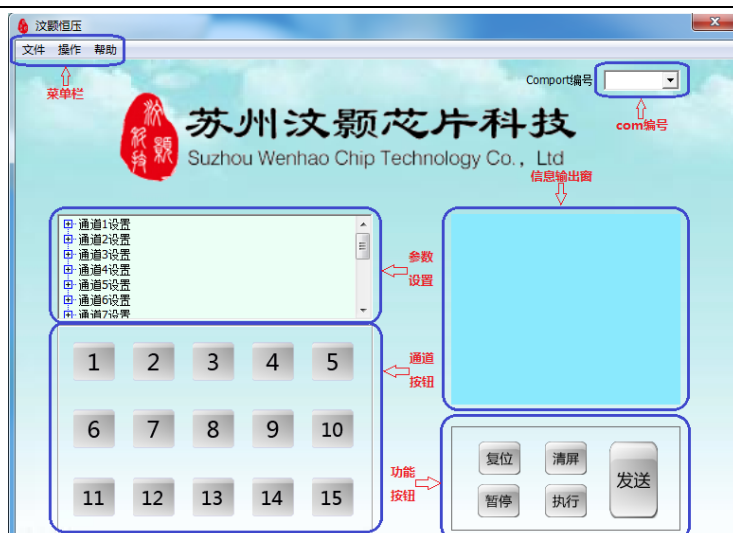 汶颢恒压
文件 操作 帮助
菜单栏
Comport编号
com编号
苏州汶颢芯片科技
Suzhou Wenhao Chip Technology Co., Ltd
信息输出窗
通道1设置
通道2设置
通道3设置
通道4设置
通道5设置
通道6设置
通道7设置
参数
设置
1 2 3 4 5
通道
按钮
6 7 8 9 10
11 12 13 14 15
功能
按钮
复位 清屏
发送
暂停 执行